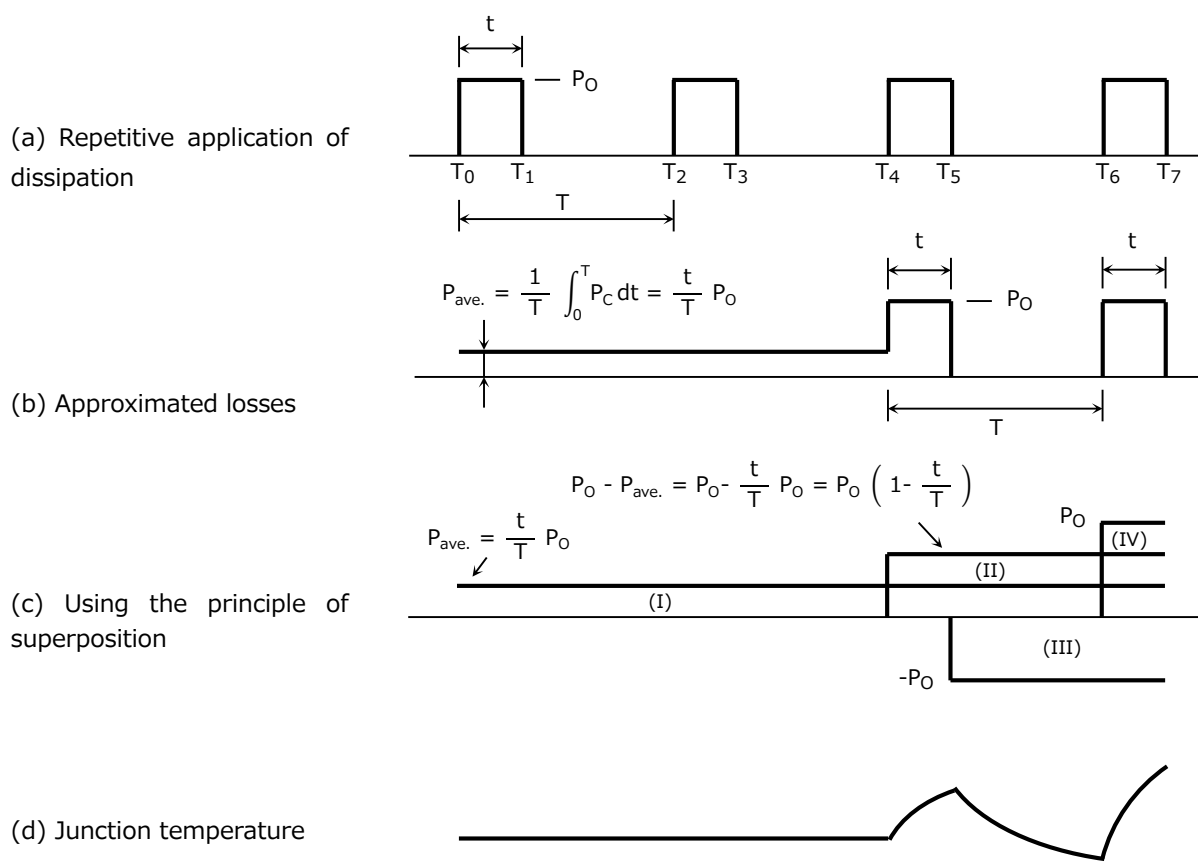 t
P_O
(a) Repetitive application of
dissipation
T_0 T_1 T_2 T_3 T_4 T_5 T_6 T_7
T
t t
P_ave. = 1/T ∫_0^T P_C dt = t/T P_O
P_O
(b) Approximated losses
T
P_O - P_ave. = P_O- t/T P_O = P_O ( 1- t/T )
P_O
P_ave. = t/T P_O
(IV)
(II)
(c) Using the principle of
superposition
(I)
(III)
-P_O
(d) Junction temperature